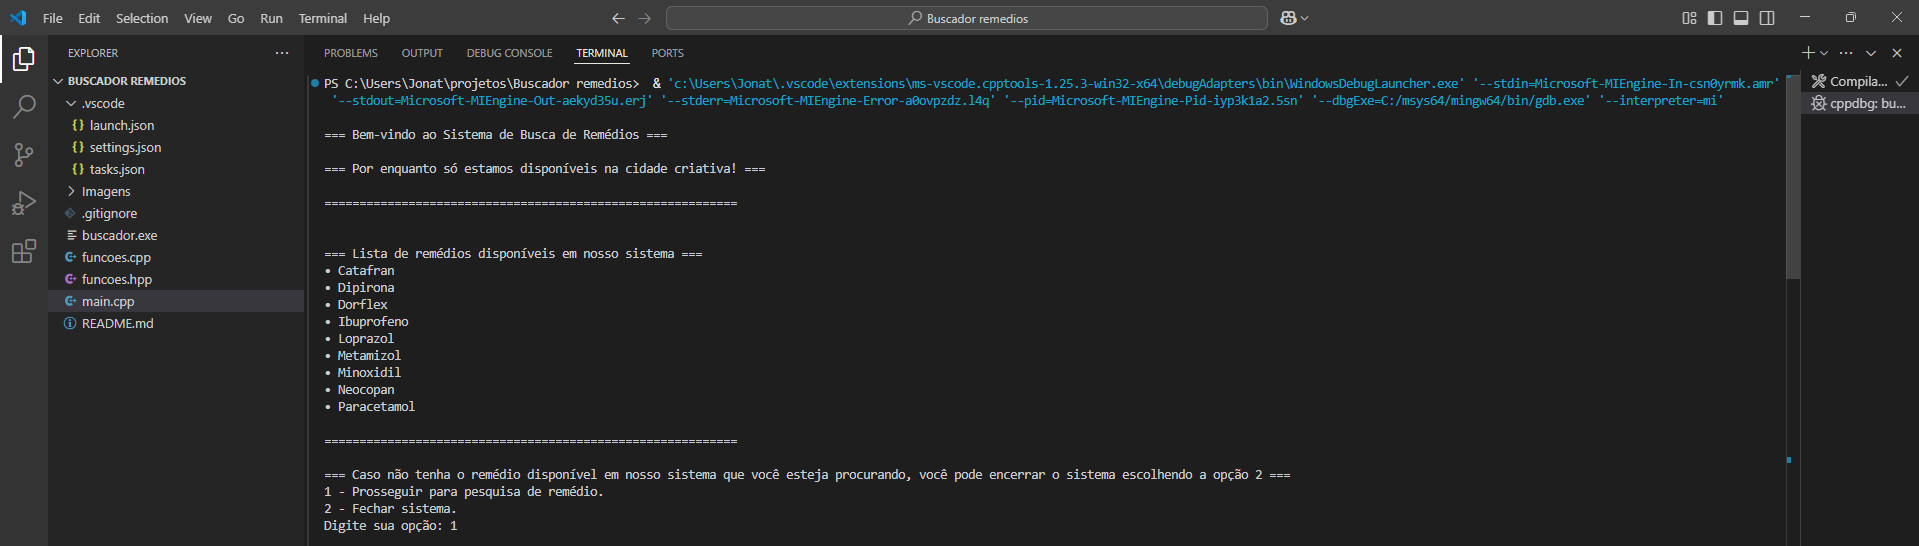 File Edit Selection View Go Run Terminal Help
Buscador remedios
EXPLORER
BUSCADOR REMEDIOS
.vscode
launch.json
settings.json
tasks.json
Imagens
.gitignore
buscador.exe
funcoes.cpp
funcoes.hpp
main.cpp
README.md
PROBLEMS OUTPUT DEBUG CONSOLE TERMINAL PORTS
PS C:\Users\Jonat\projetos\Buscador remedios>  & 'c:\Users\Jonat\.vscode\extensions\ms-vscode.cpptools-1.25.3-win32-x64\debugAdapters\bin\WindowsDebugLauncher.exe' '--stdin=Microsoft-MIEngine-In-csn0yrmk.amr'
'--stdout=Microsoft-MIEngine-Out-aekyd35u.erj' '--stderr=Microsoft-MIEngine-Error-a0ovpzdz.l4q' '--pid=Microsoft-MIEngine-Pid-iyp3k1a2.5sn' '--dbgExe=C:/msys64/mingw64/bin/gdb.exe' '--interpreter=mi'
=== Bem-vindo ao Sistema de Busca de Remédios ===
=== Por enquanto só estamos disponíveis na cidade criativa! ===
===========================================================
=== Lista de remédios disponíveis em nosso sistema ===
• Catafran
• Dipirona
• Dorflex
• Ibuprofeno
• Loprazol
• Metamizol
• Minoxidil
• Neocopan
• Paracetamol
===========================================================
=== Caso não tenha o remédio disponível em nosso sistema que você esteja procurando, você pode encerrar o sistema escolhendo a opção 2 ===
1 - Prosseguir para pesquisa de remédio.
2 - Fechar sistema.
Digite sua opção: 1
Compila...
cppdbg: bu...